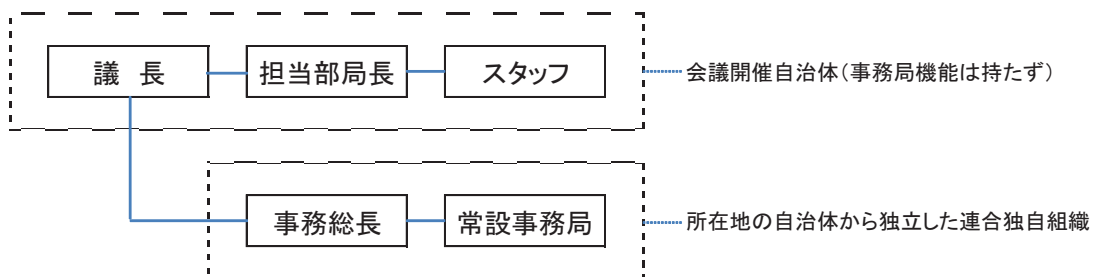 議 長
担当部局長
スタッフ
会議開催自治体（事務局機能は持たず）
事務総長
常設事務局
所在地の自治体から独立した連合独自組織